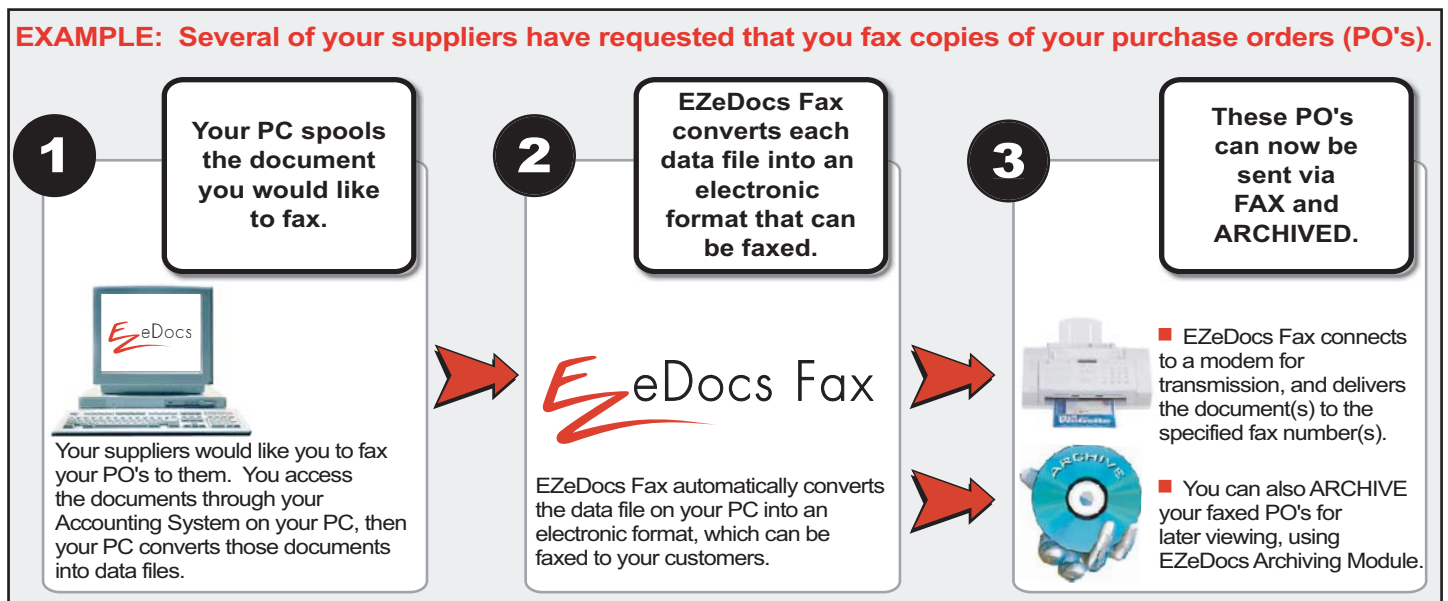 EXAMPLE: Several of your suppliers have requested that you fax copies of your purchase orders (PO's).
1
Your PC spools
the document
you would like
to fax.
EZeDocs
Your suppliers would like you to fax
your PO's to them. You access
the documents through your
Accounting System on your PC, then
your PC converts those documents
into data files.
2
EZeDocs Fax
converts each
data file into an
electronic
format that can
be faxed.
EZeDocs Fax
EZeDocs Fax automatically converts
the data file on your PC into an
electronic format, which can be
faxed to your customers.
3
These PO's
can now be
sent via
FAX and
ARCHIVED.
■ EZeDocs Fax connects
to a modem for
transmission, and delivers
the document(s) to the
specified fax number(s).
ARCHIVE
■ You can also ARCHIVE
your faxed PO's for
later viewing, using
EZeDocs Archiving Module.